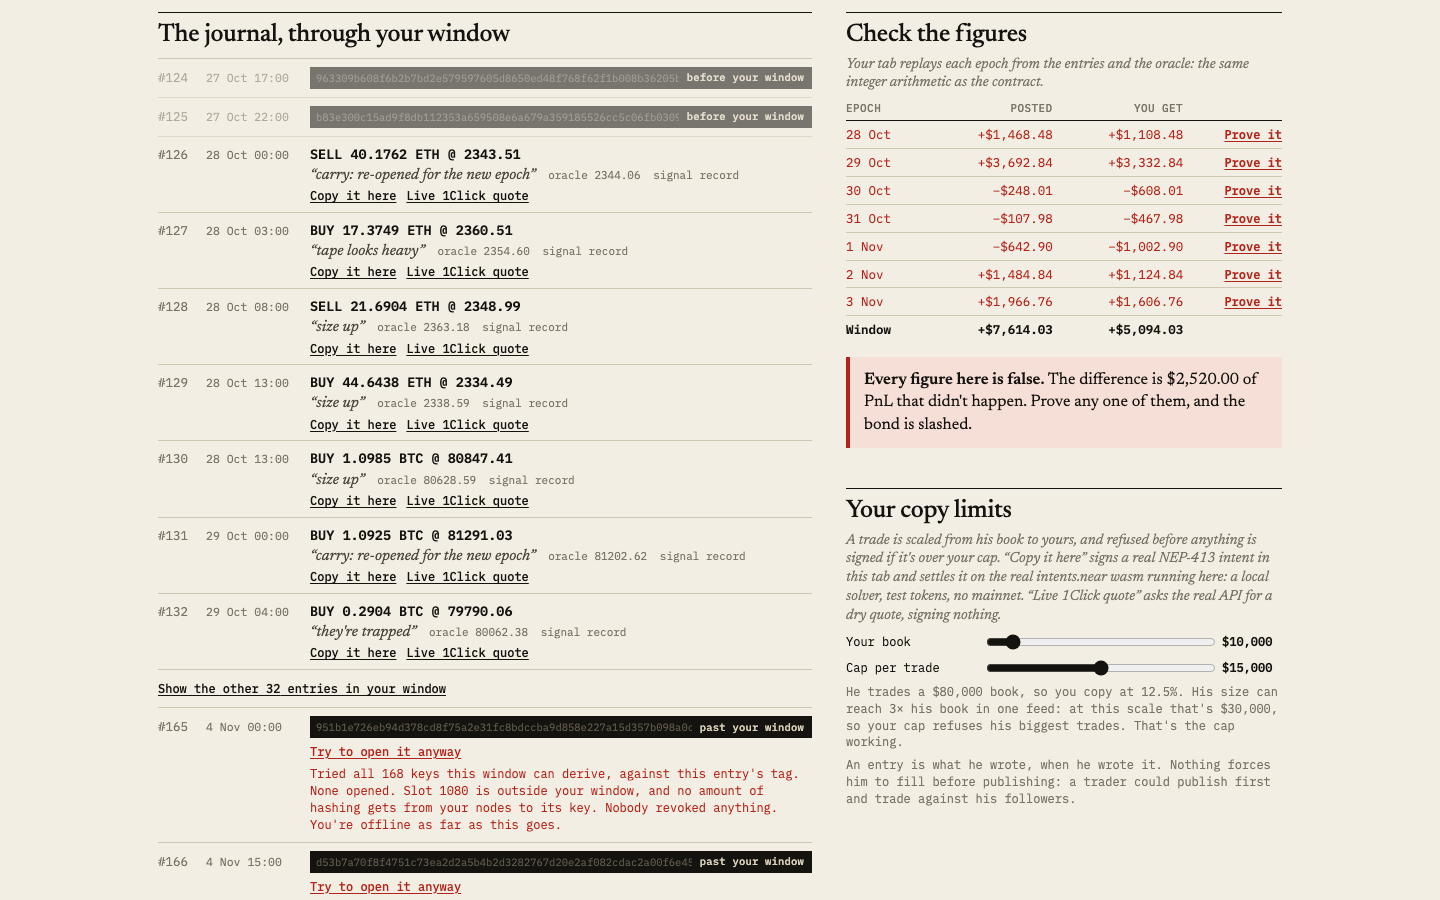 The journal, through your window
#124 27 Oct 17:00 before your window
#125 27 Oct 22:00 before your window
#126 28 Oct 00:00 SELL 40.1762 ETH @ 2343.51
“carry: re-opened for the new epoch” oracle 2344.06 signal record
Copy it here Live 1Click quote
#127 28 Oct 03:00 BUY 17.3749 ETH @ 2360.51
“tape looks heavy” oracle 2354.60 signal record
Copy it here Live 1Click quote
#128 28 Oct 08:00 SELL 21.6904 ETH @ 2348.99
“size up” oracle 2363.18 signal record
Copy it here Live 1Click quote
#129 28 Oct 13:00 BUY 44.6438 ETH @ 2334.49
“size up” oracle 2338.59 signal record
Copy it here Live 1Click quote
#130 28 Oct 13:00 BUY 1.0985 BTC @ 80847.41
“size up” oracle 80628.59 signal record
Copy it here Live 1Click quote
#131 29 Oct 00:00 BUY 1.0925 BTC @ 81291.03
“carry: re-opened for the new epoch” oracle 81202.62 signal record
Copy it here Live 1Click quote
#132 29 Oct 04:00 BUY 0.2904 BTC @ 79790.06
“they're trapped” oracle 80062.38 signal record
Copy it here Live 1Click quote
Show the other 32 entries in your window
#165 4 Nov 00:00 past your window
Try to open it anyway
Tried all 168 keys this window can derive, against this entry's tag.
None opened. Slot 1080 is outside your window, and no amount of
hashing gets from your nodes to its key. Nobody revoked anything.
You're offline as far as this goes.
#166 4 Nov 15:00 past your window
Try to open it anyway
Check the figures
Your tab replays each epoch from the entries and the oracle: the same
integer arithmetic as the contract.
EPOCH POSTED YOU GET
28 Oct +$1,468.48 +$1,108.48 Prove it
29 Oct +$3,692.84 +$3,332.84 Prove it
30 Oct −$248.01 −$608.01 Prove it
31 Oct −$107.98 −$467.98 Prove it
1 Nov −$642.90 −$1,002.90 Prove it
2 Nov +$1,484.84 +$1,124.84 Prove it
3 Nov +$1,966.76 +$1,606.76 Prove it
Window +$7,614.03 +$5,094.03
Every figure here is false. The difference is $2,520.00 of
PnL that didn't happen. Prove any one of them, and the
bond is slashed.
Your copy limits
A trade is scaled from his book to yours, and refused before anything is
signed if it's over your cap. “Copy it here” signs a real NEP-413 intent in
this tab and settles it on the real intents.near wasm running here: a local
solver, test tokens, no mainnet. “Live 1Click quote” asks the real API for a
dry quote, signing nothing.
Your book $10,000
Cap per trade $15,000
He trades a $80,000 book, so you copy at 12.5%. His size can
reach 3× his book in one feed: at this scale that's $30,000,
so your cap refuses his biggest trades. That's the cap
working.
An entry is what he wrote, when he wrote it. Nothing forces
him to fill before publishing: a trader could publish first
and trade against his followers.